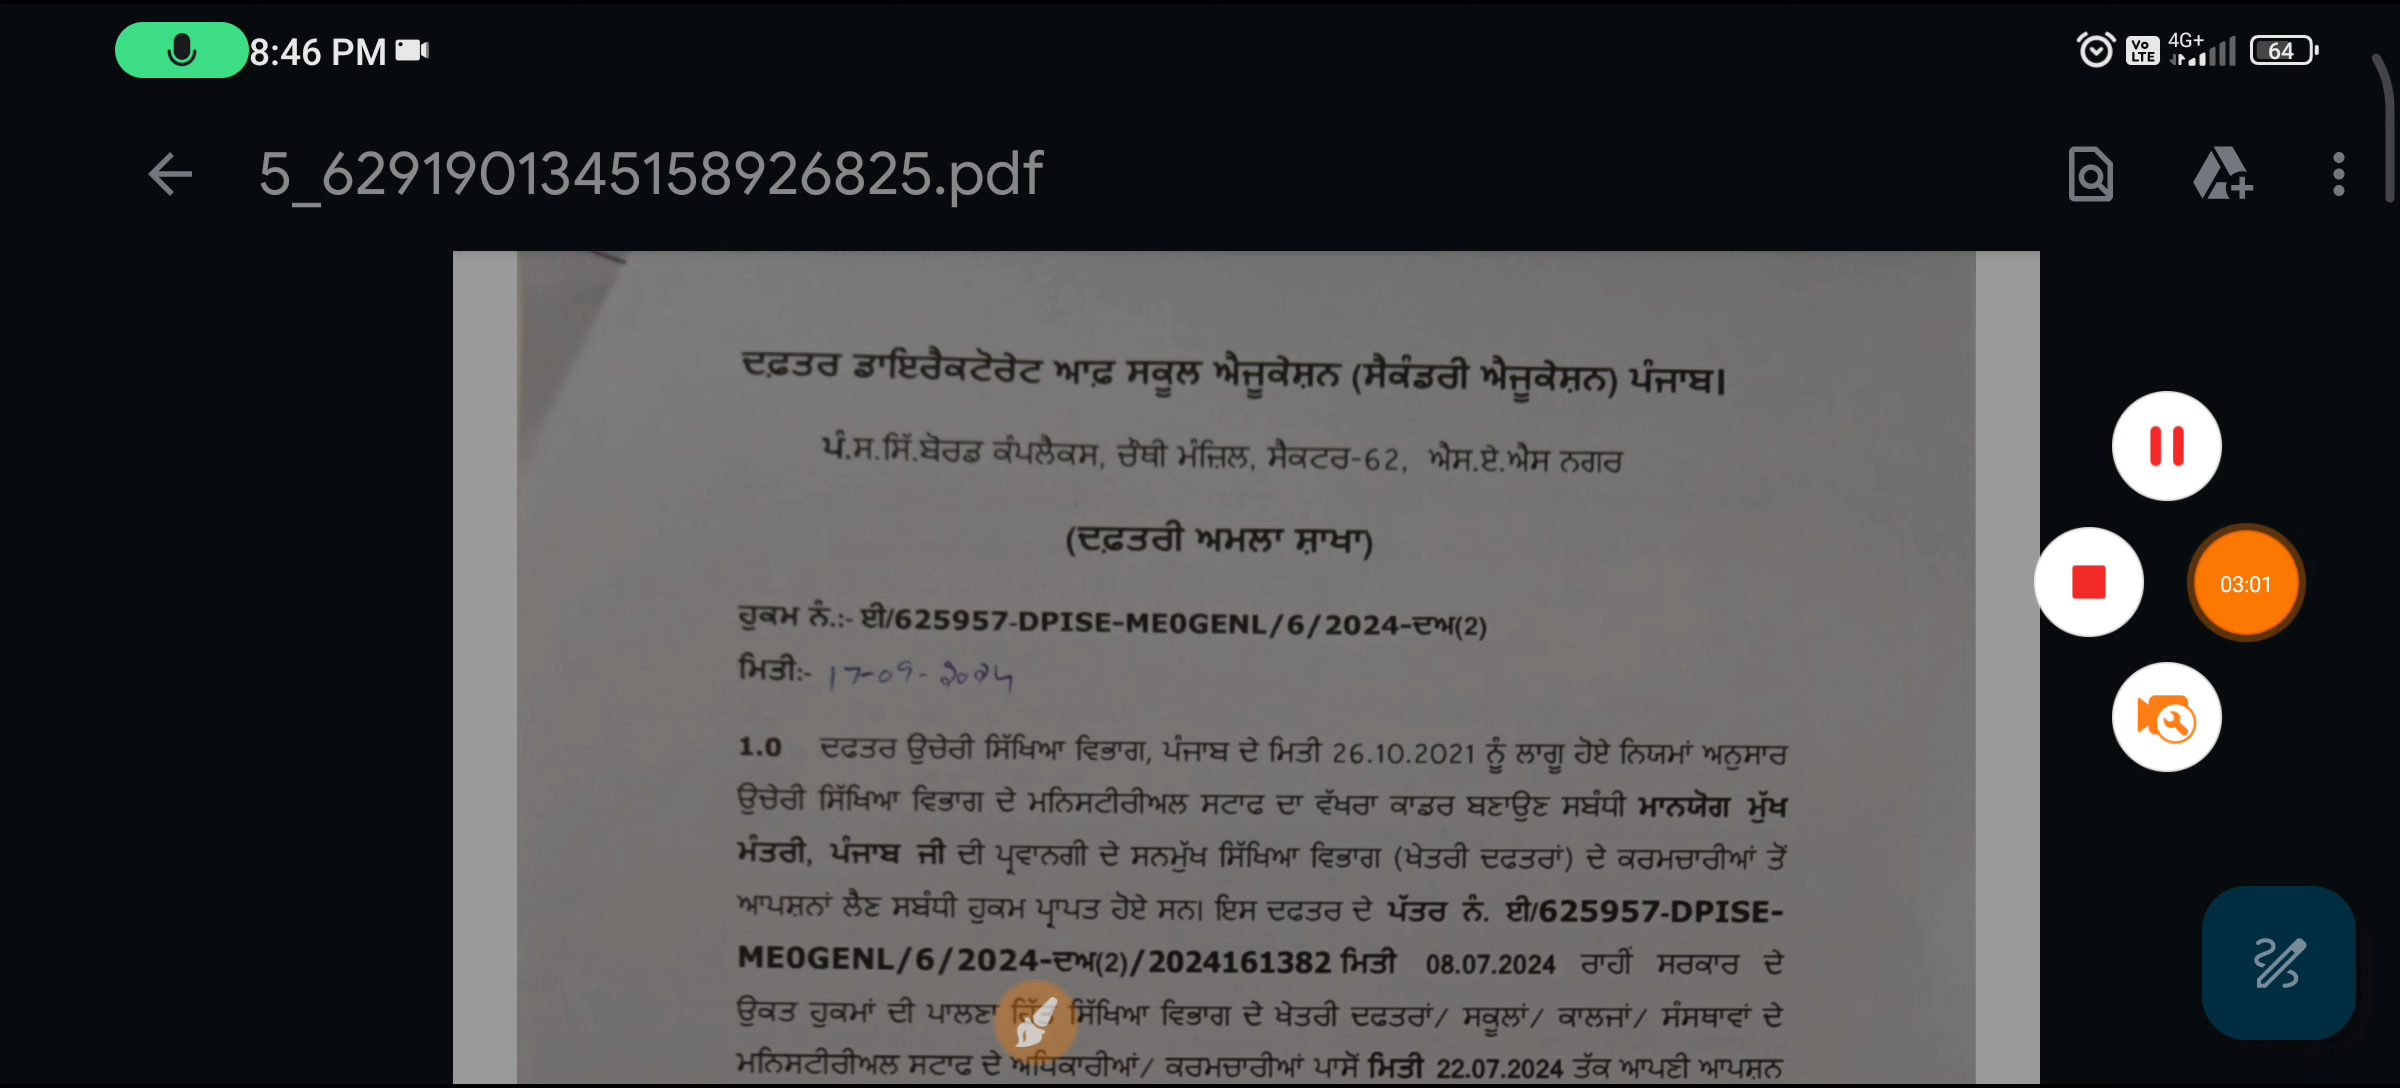 8:46 PM
4G+
Vo LTE
64
5_6291901345158926825.pdf
ਦਫ਼ਤਰ ਡਾਇਰੈਕਟੋਰੇਟ ਆਫ਼ ਸਕੂਲ ਐਜੂਕੇਸ਼ਨ (ਸੈਕੰਡਰੀ ਐਜੂਕੇਸ਼ਨ) ਪੰਜਾਬ।
ਪੰ.ਸ.ਸਿੱ.ਬੋਰਡ ਕੰਪਲੈਕਸ, ਚੌਥੀ ਮੰਜ਼ਿਲ, ਸੈਕਟਰ-62, ਐਸ.ਏ.ਐਸ ਨਗਰ
(ਦਫ਼ਤਰੀ ਅਮਲਾ ਸ਼ਾਖਾ)
ਹੁਕਮ ਨੰ.:- ਈ/625957-DPISE-ME0GENL/6/2024-ਦਅ(2)
ਮਿਤੀ:- 17-09-2024
03:01
1.0 ਦਫਤਰ ਉਚੇਰੀ ਸਿੱਖਿਆ ਵਿਭਾਗ, ਪੰਜਾਬ ਦੇ ਮਿਤੀ 26.10.2021 ਨੂੰ ਲਾਗੂ ਹੋਏ ਨਿਯਮਾਂ ਅਨੁਸਾਰ
ਉਚੇਰੀ ਸਿੱਖਿਆ ਵਿਭਾਗ ਦੇ ਮਨਿਸਟੀਰੀਅਲ ਸਟਾਫ ਦਾ ਵੱਖਰਾ ਕਾਡਰ ਬਣਾਉਣ ਸਬੰਧੀ ਮਾਨਯੋਗ ਮੁੱਖ
ਮੰਤਰੀ, ਪੰਜਾਬ ਜੀ ਦੀ ਪ੍ਰਵਾਨਗੀ ਦੇ ਸਨਮੁੱਖ ਸਿੱਖਿਆ ਵਿਭਾਗ (ਖੇਤਰੀ ਦਫਤਰਾਂ) ਦੇ ਕਰਮਚਾਰੀਆਂ ਤੋਂ
ਆਪਸ਼ਨਾਂ ਲੈਣ ਸਬੰਧੀ ਹੁਕਮ ਪ੍ਰਾਪਤ ਹੋਏ ਸਨ। ਇਸ ਦਫਤਰ ਦੇ ਪੱਤਰ ਨੰ. ਈ/625957-DPISE-
ME0GENL/6/2024-ਦਅ(2)/2024161382 ਮਿਤੀ 08.07.2024 ਰਾਹੀਂ ਸਰਕਾਰ ਦੇ
ਉਕਤ ਹੁਕਮਾਂ ਦੀ ਪਾਲਣਾ ਸਿੱਖਿਆ ਵਿਭਾਗ ਦੇ ਖੇਤਰੀ ਦਫਤਰਾਂ/ ਸਕੂਲਾਂ/ ਕਾਲਜਾਂ/ ਸੰਸਥਾਵਾਂ ਦੇ
ਮਨਿਸਟੀਰੀਅਲ ਸਟਾਫ ਦੇ ਅਧਿਕਾਰੀਆਂ/ ਕਰਮਚਾਰੀਆਂ ਪਾਸੋਂ ਮਿਤੀ 22.07.2024 ਤੱਕ ਆਪਣੀ ਆਪਸ਼ਨ